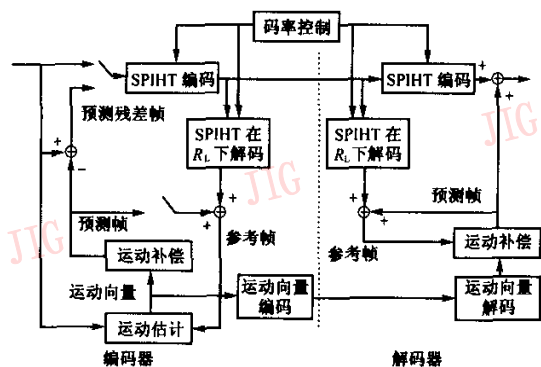 码率控制
SPIHT 编码
SPIHT 编码
预测残差帧
SPIHT 在
R_L 下解码
SPIHT 在
R_L 下解码
JIG
JIG
JIG
预测帧
预测帧
参考帧
参考帧
运动补偿
运动补偿
运动向量
运动向量
编码
运动向量
解码
运动估计
编码器
解码器